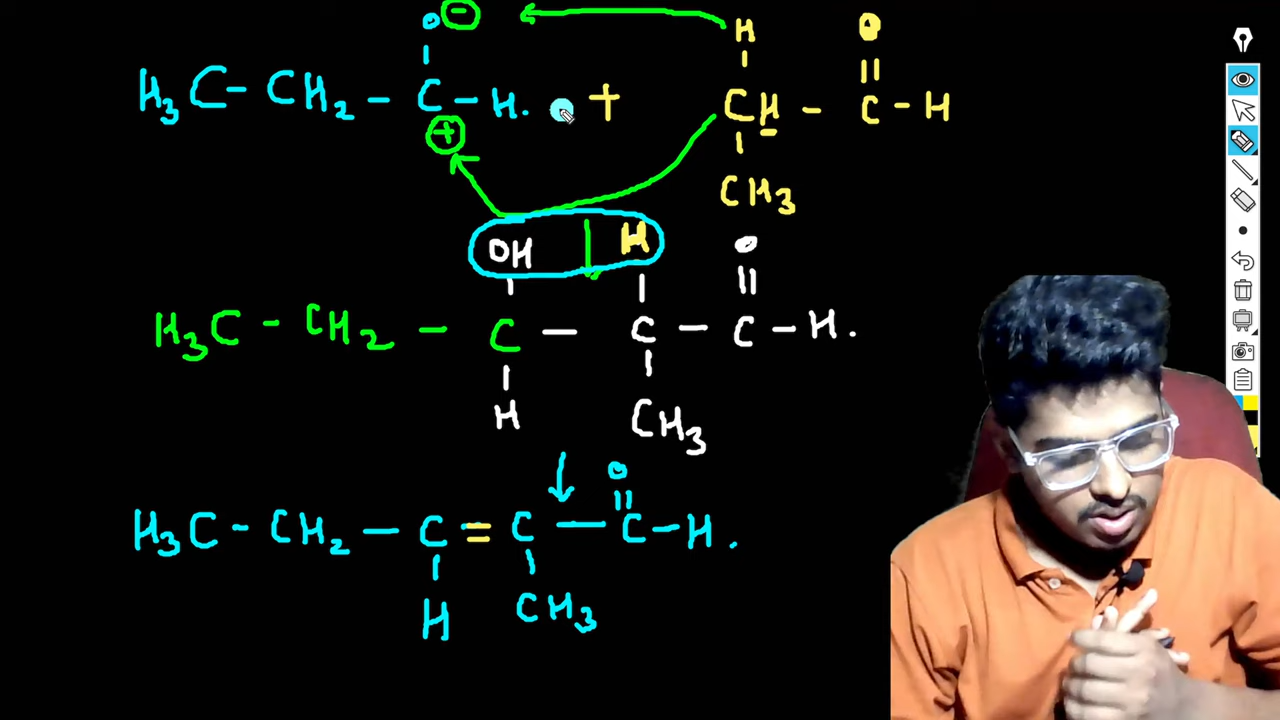 O ⊖ H O
| | ||
H₃C – CH₂ – C – H. + CH – C – H
⊕ |
CH₃
OH H O
| | ||
H₃C – CH₂ – C – C – C – H.
| |
H CH₃
↓ O
||
H₃C – CH₂ – C = C – C – H.
| |
H CH₃